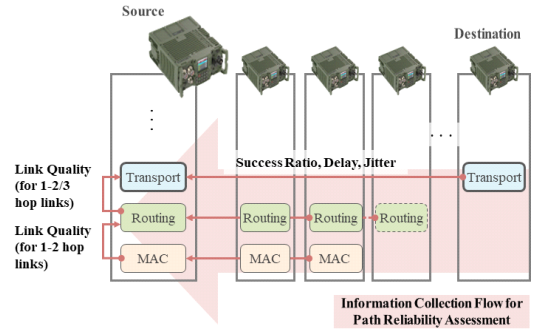 Source
Destination
Success Ratio, Delay, Jitter
Link Quality
(for 1-2/3
hop links)
Transport
Transport
Link Quality
(for 1-2 hop
links)
Routing
Routing
Routing
Routing
MAC
MAC
MAC
Information Collection Flow for
Path Reliability Assessment